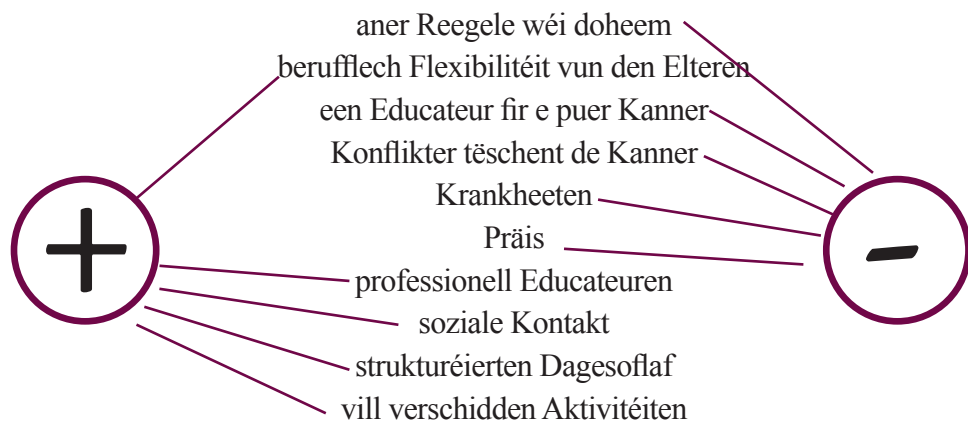 aner Reegele wéi doheem
berufflech Flexibilitéit vun den Elteren
een Educateur fir e puer Kanner
Konflikter tëschent de Kanner
Krankheeten
Präis
professionell Educateuren
soziale Kontakt
strukturéierten Dagesoflaf
vill verschidden Aktivitéiten
+
-